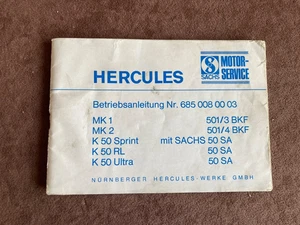 HERCULES
S
SACHS
MOTOR-
SERVICE
Betriebsanleitung Nr. 685 008 00 03
MK 1 501/3 BKF
MK 2 501/4 BKF
K 50 Sprint mit SACHS 50 SA
K 50 RL 50 SA
K 50 Ultra 50 SA
NÜRNBERGER HERCULES-WERKE GMBH